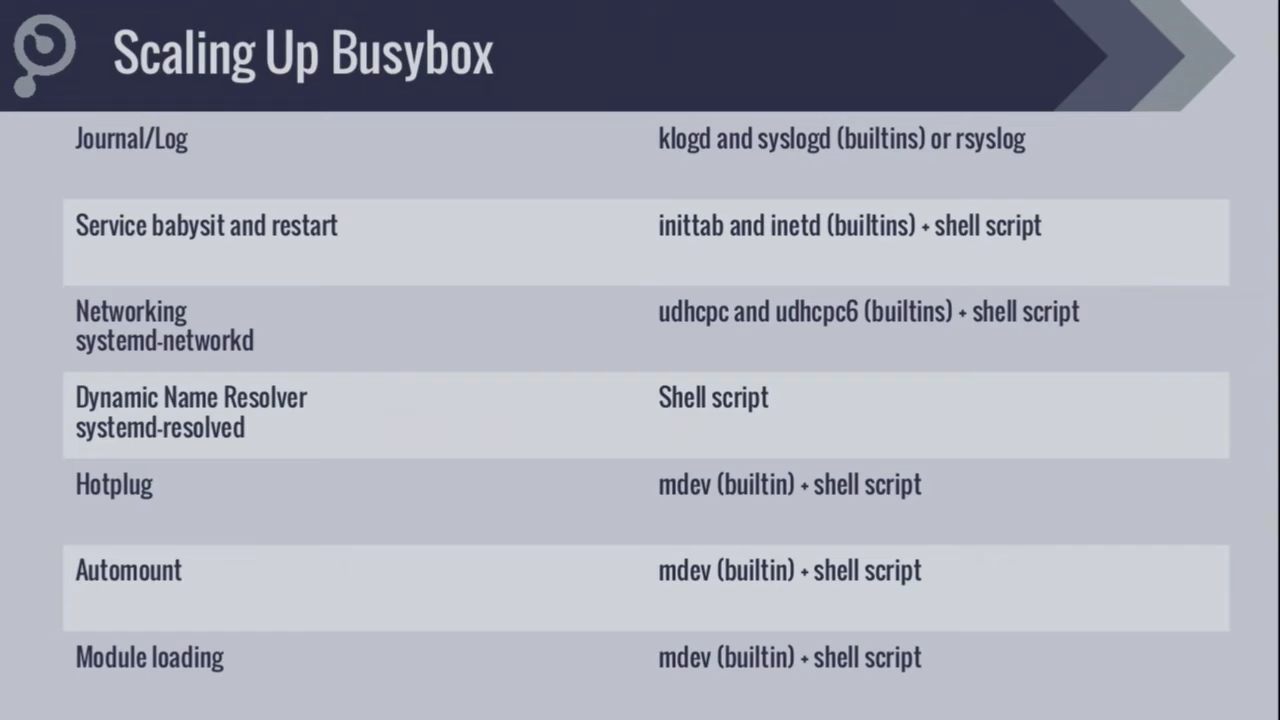 Scaling Up Busybox
Journal/Log
klogd and syslogd (builtins) or rsyslog
Service babysit and restart
inittab and inetd (builtins) + shell script
Networking
systemd-networkd
udhcpc and udhcpc6 (builtins) + shell script
Dynamic Name Resolver
systemd-resolved
Shell script
Hotplug
mdev (builtin) + shell script
Automount
mdev (builtin) + shell script
Module loading
mdev (builtin) + shell script